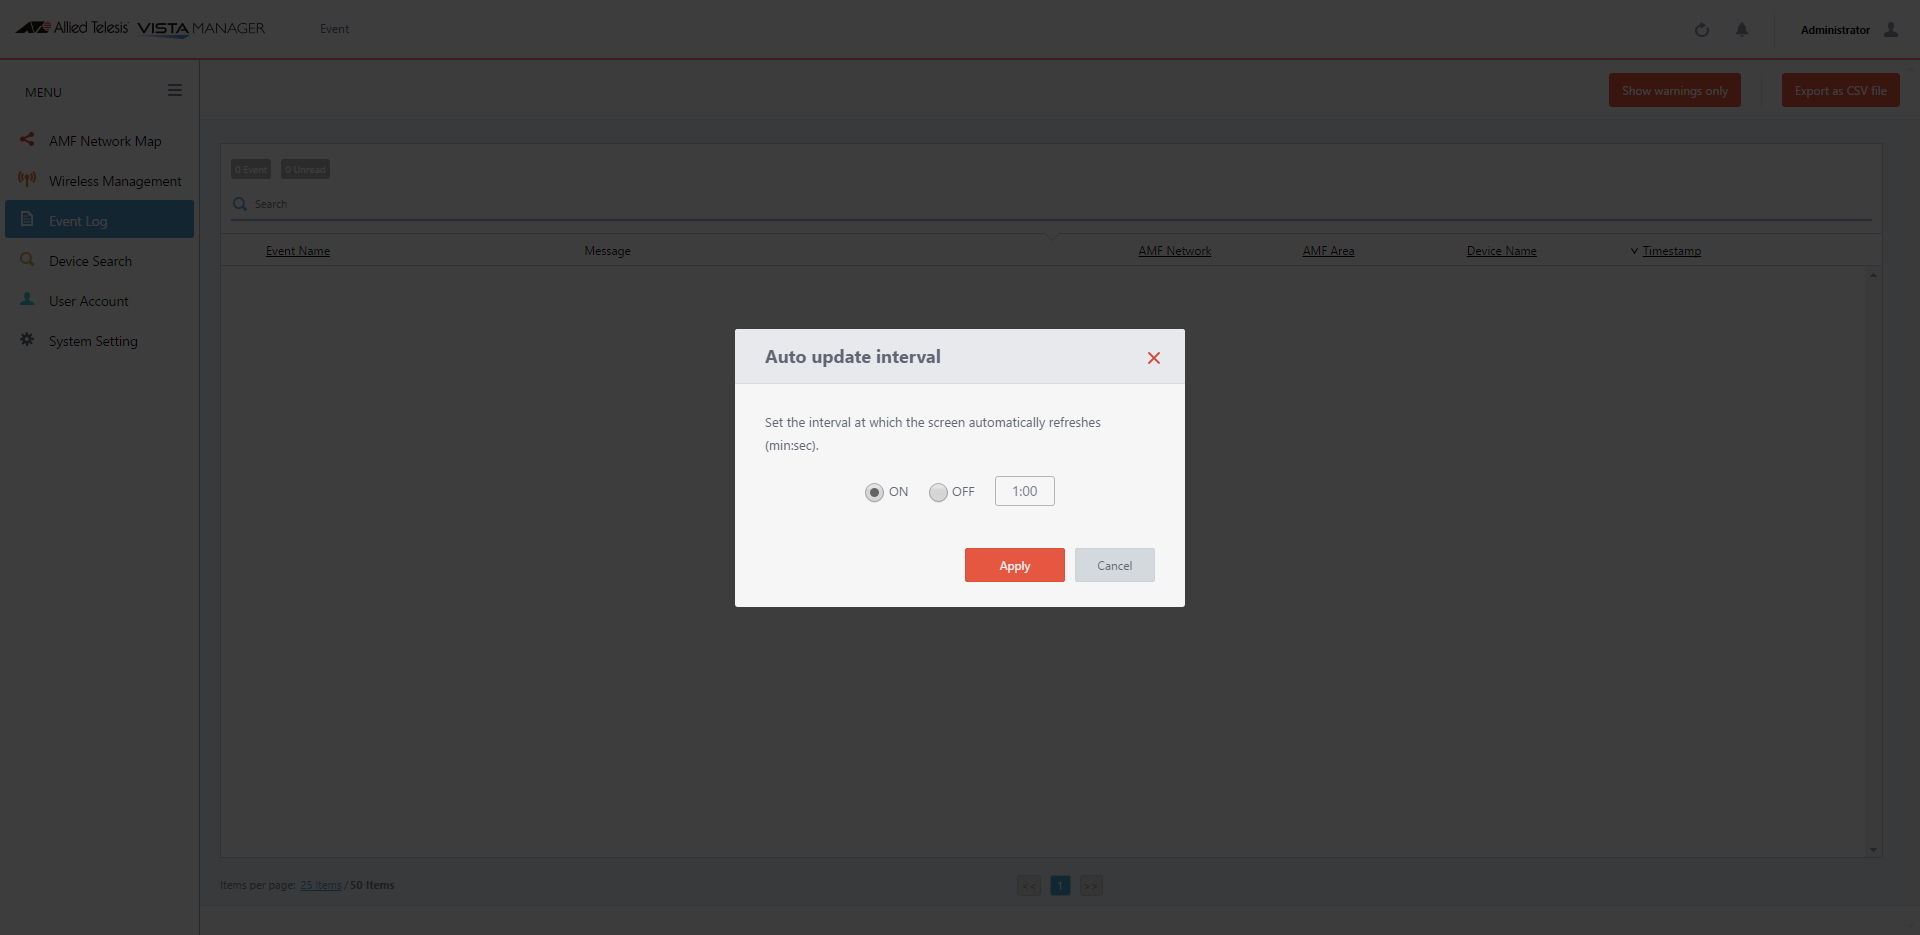 Allied Telesis VISTA MANAGER
Event
Administrator
MENU
Show warnings only
Export as CSV file
AMF Network Map
Wireless Management
Event Log
Device Search
User Account
System Setting
0 Event 0 Unread
Search
Event Name Message AMF Network AMF Area Device Name Timestamp
Auto update interval
Set the interval at which the screen automatically refreshes
(min:sec).
ON OFF 1:00
Apply Cancel
Items per page: 25 Items / 50 Items
<< 1 >>